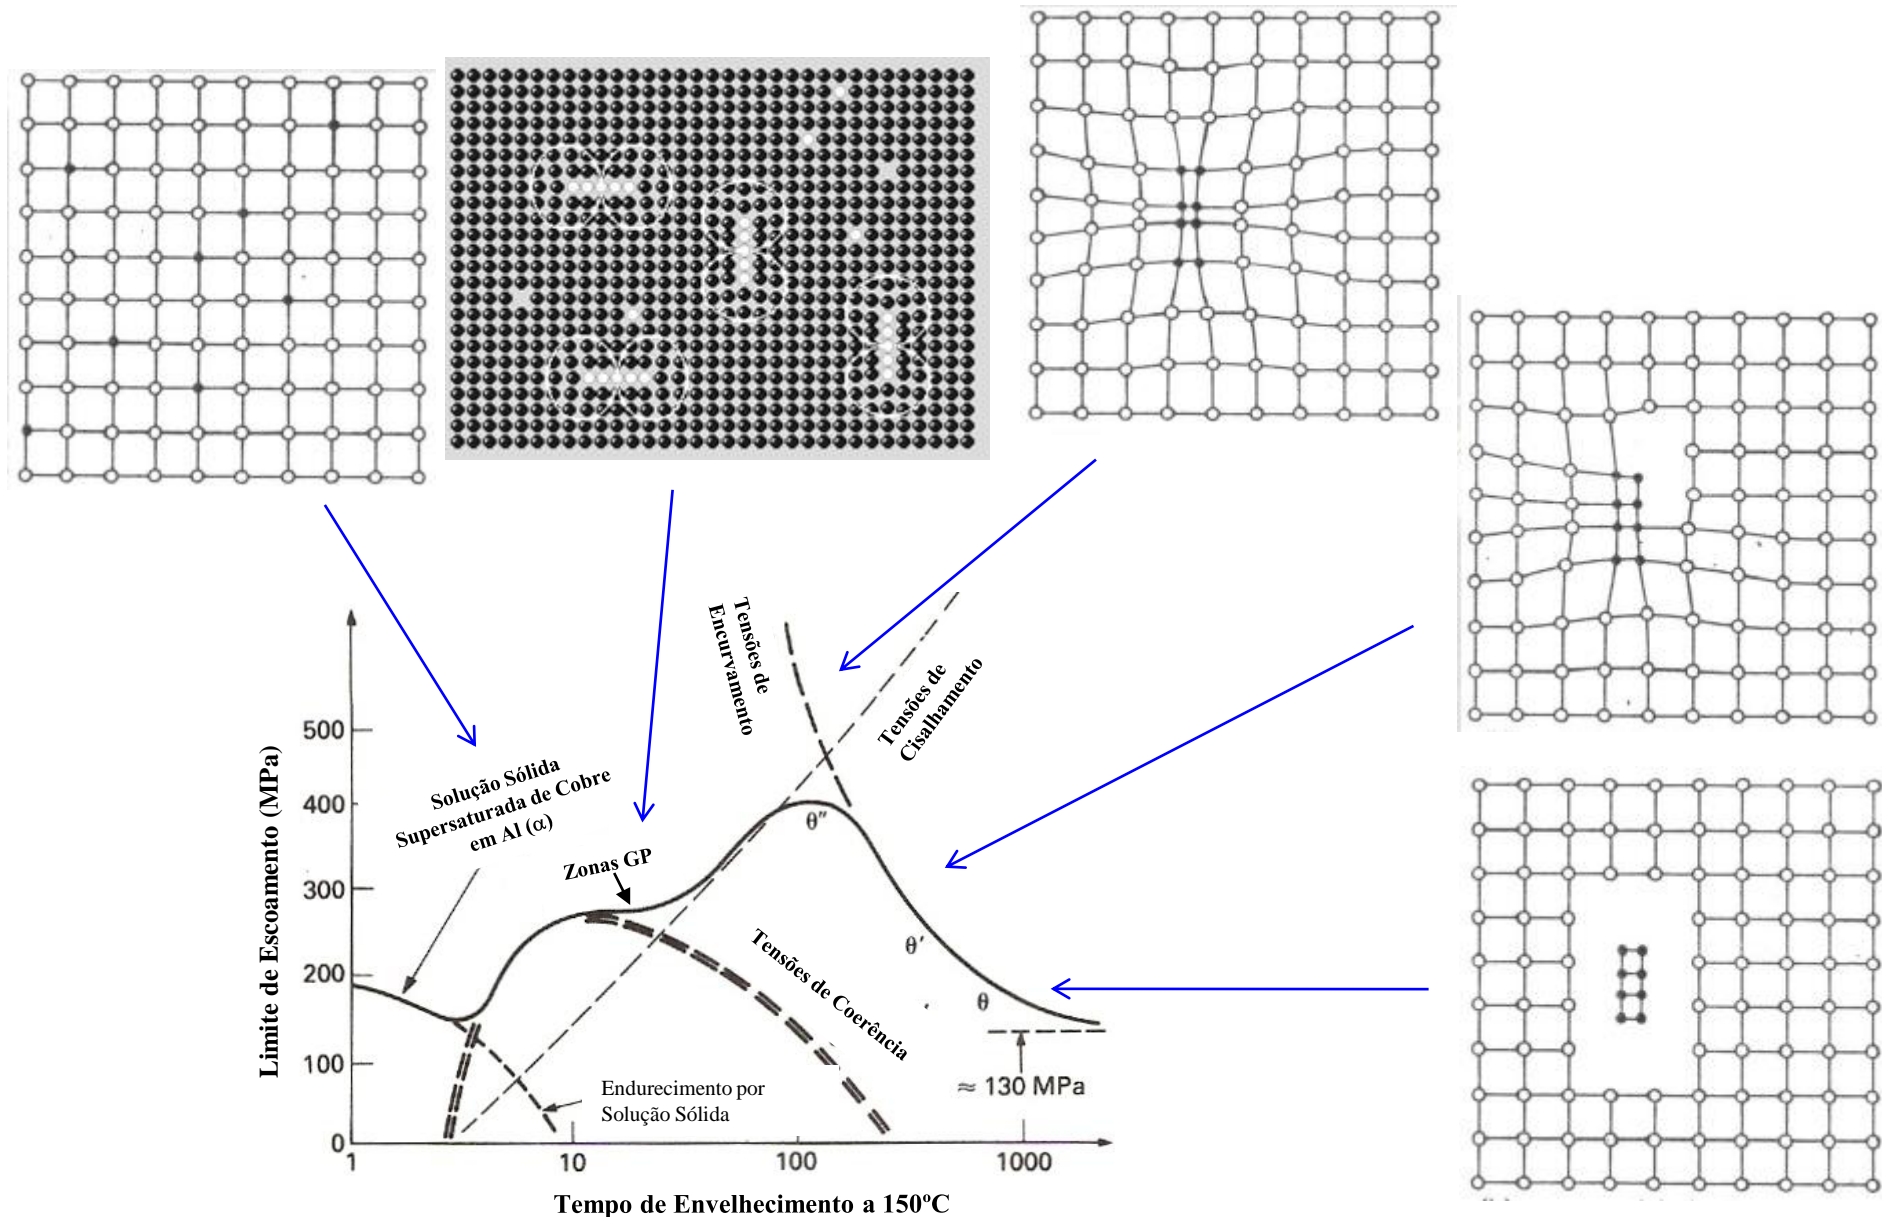 Tensões de
Encurvamento
Tensões de
Cisalhamento
Limite de Escoamento (MPa)
500
400
300
200
100
0
Solução Sólida
Supersaturada de Cobre
em Al (α)
Zonas GP
θ″
θ′
θ
Tensões de Coerência
≈ 130 MPa
Endurecimento por
Solução Sólida
1
10
100
1000
Tempo de Envelhecimento a 150ºC